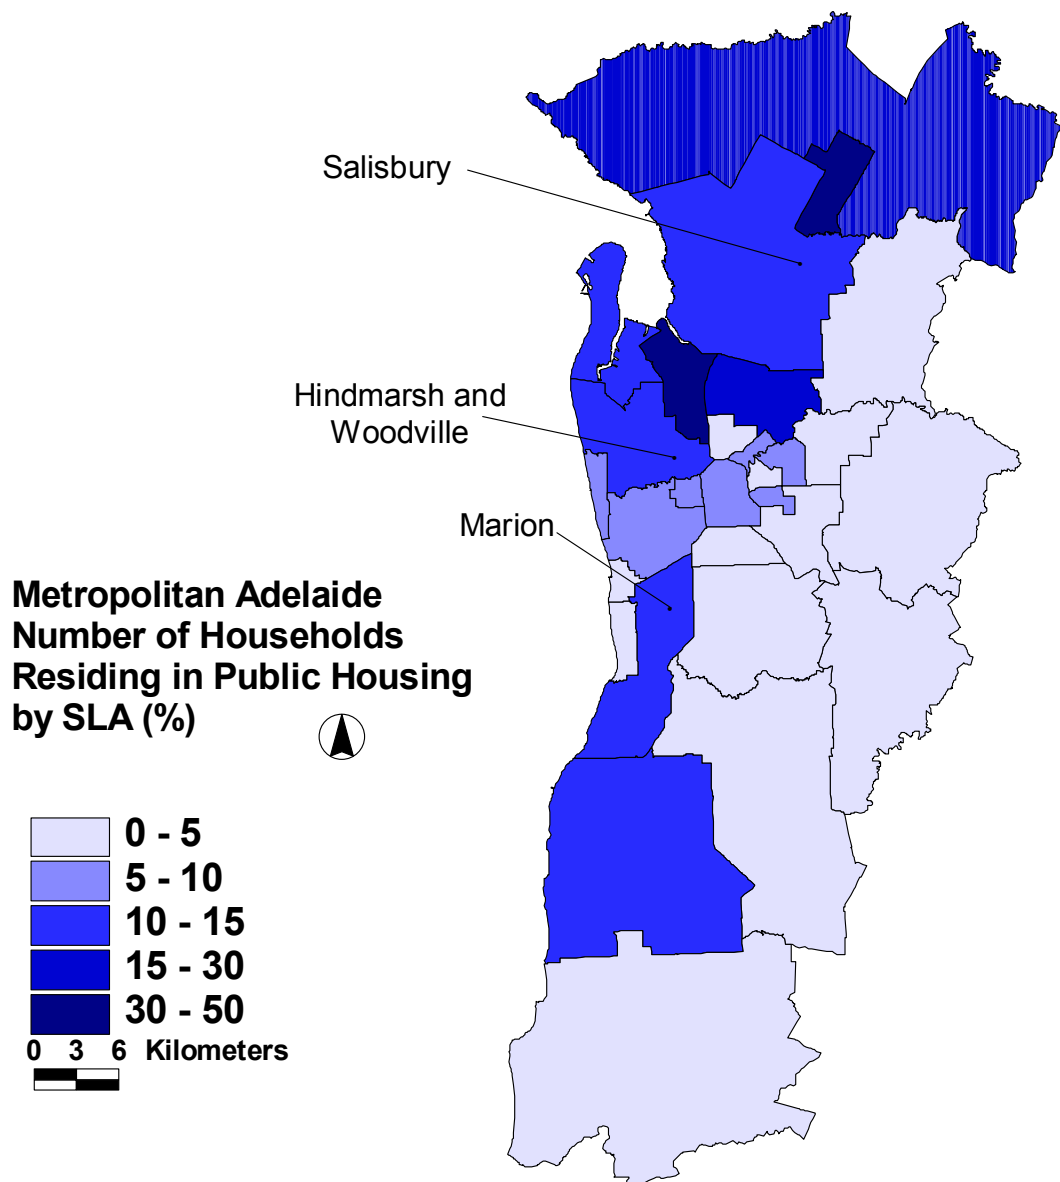 Salisbury
Hindmarsh and
Woodville
Marion
Metropolitan Adelaide
Number of Households
Residing in Public Housing
by SLA (%)
0 - 5
5 - 10
10 - 15
15 - 30
30 - 50
0 3 6 Kilometers